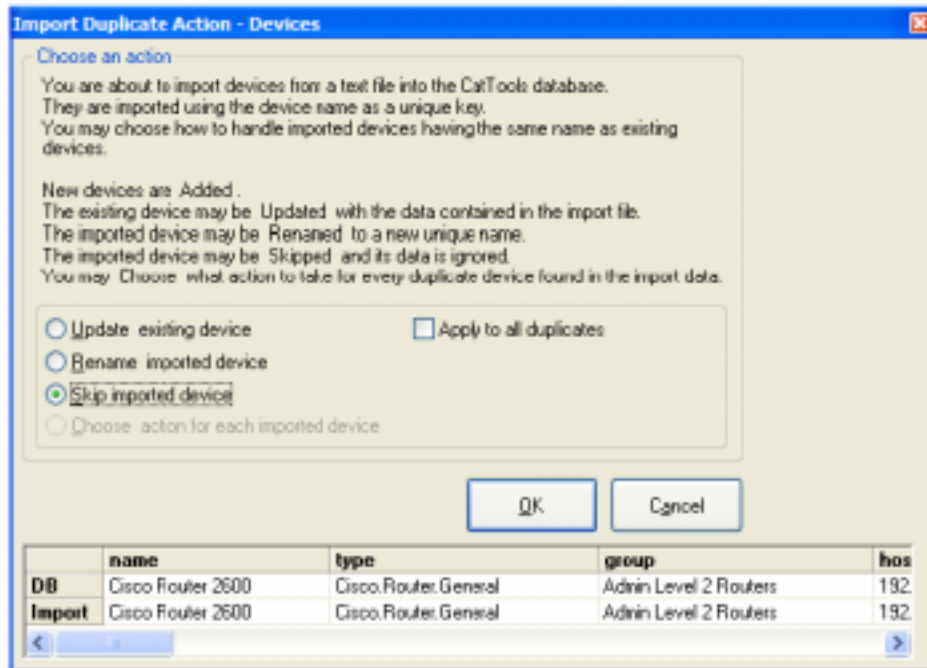 Import Duplicate Action - Devices
Choose an action
You are about to import devices from a text file into the CatTools database.
They are imported using the device name as a unique key.
You may choose how to handle imported devices having the same name as existing
devices.
New devices are Added .
The existing device may be Updated with the data contained in the import file.
The imported device may be Renamed to a new unique name.
The imported device may be Skipped and its data is ignored.
You may Choose what action to take for every duplicate device found in the import data.
Update existing device Apply to all duplicates
Rename imported device
Skip imported device
Choose action for each imported device
OK Cancel
name type group hos
DB Cisco Router 2600 Cisco.Router.General Admin Level 2 Routers 192.
Import Cisco Router 2600 Cisco.Router.General Admin Level 2 Routers 192.